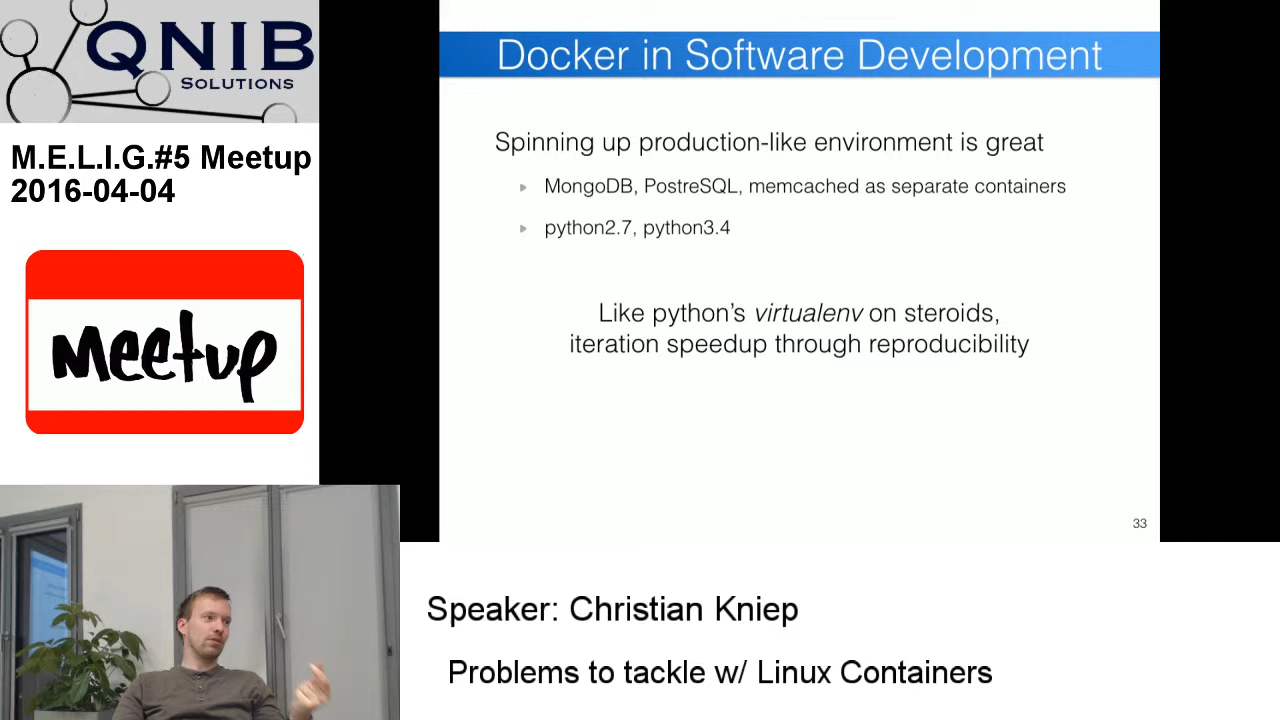 QNIB
SOLUTIONS
M.E.L.I.G.#5 Meetup
2016-04-04
meetup
Docker in Software Development
Spinning up production-like environment is great
MongoDB, PostreSQL, memcached as separate containers
python2.7, python3.4
Like python's virtualenv on steroids,
iteration speedup through reproducibility
33
Speaker: Christian Kniep
Problems to tackle w/ Linux Containers